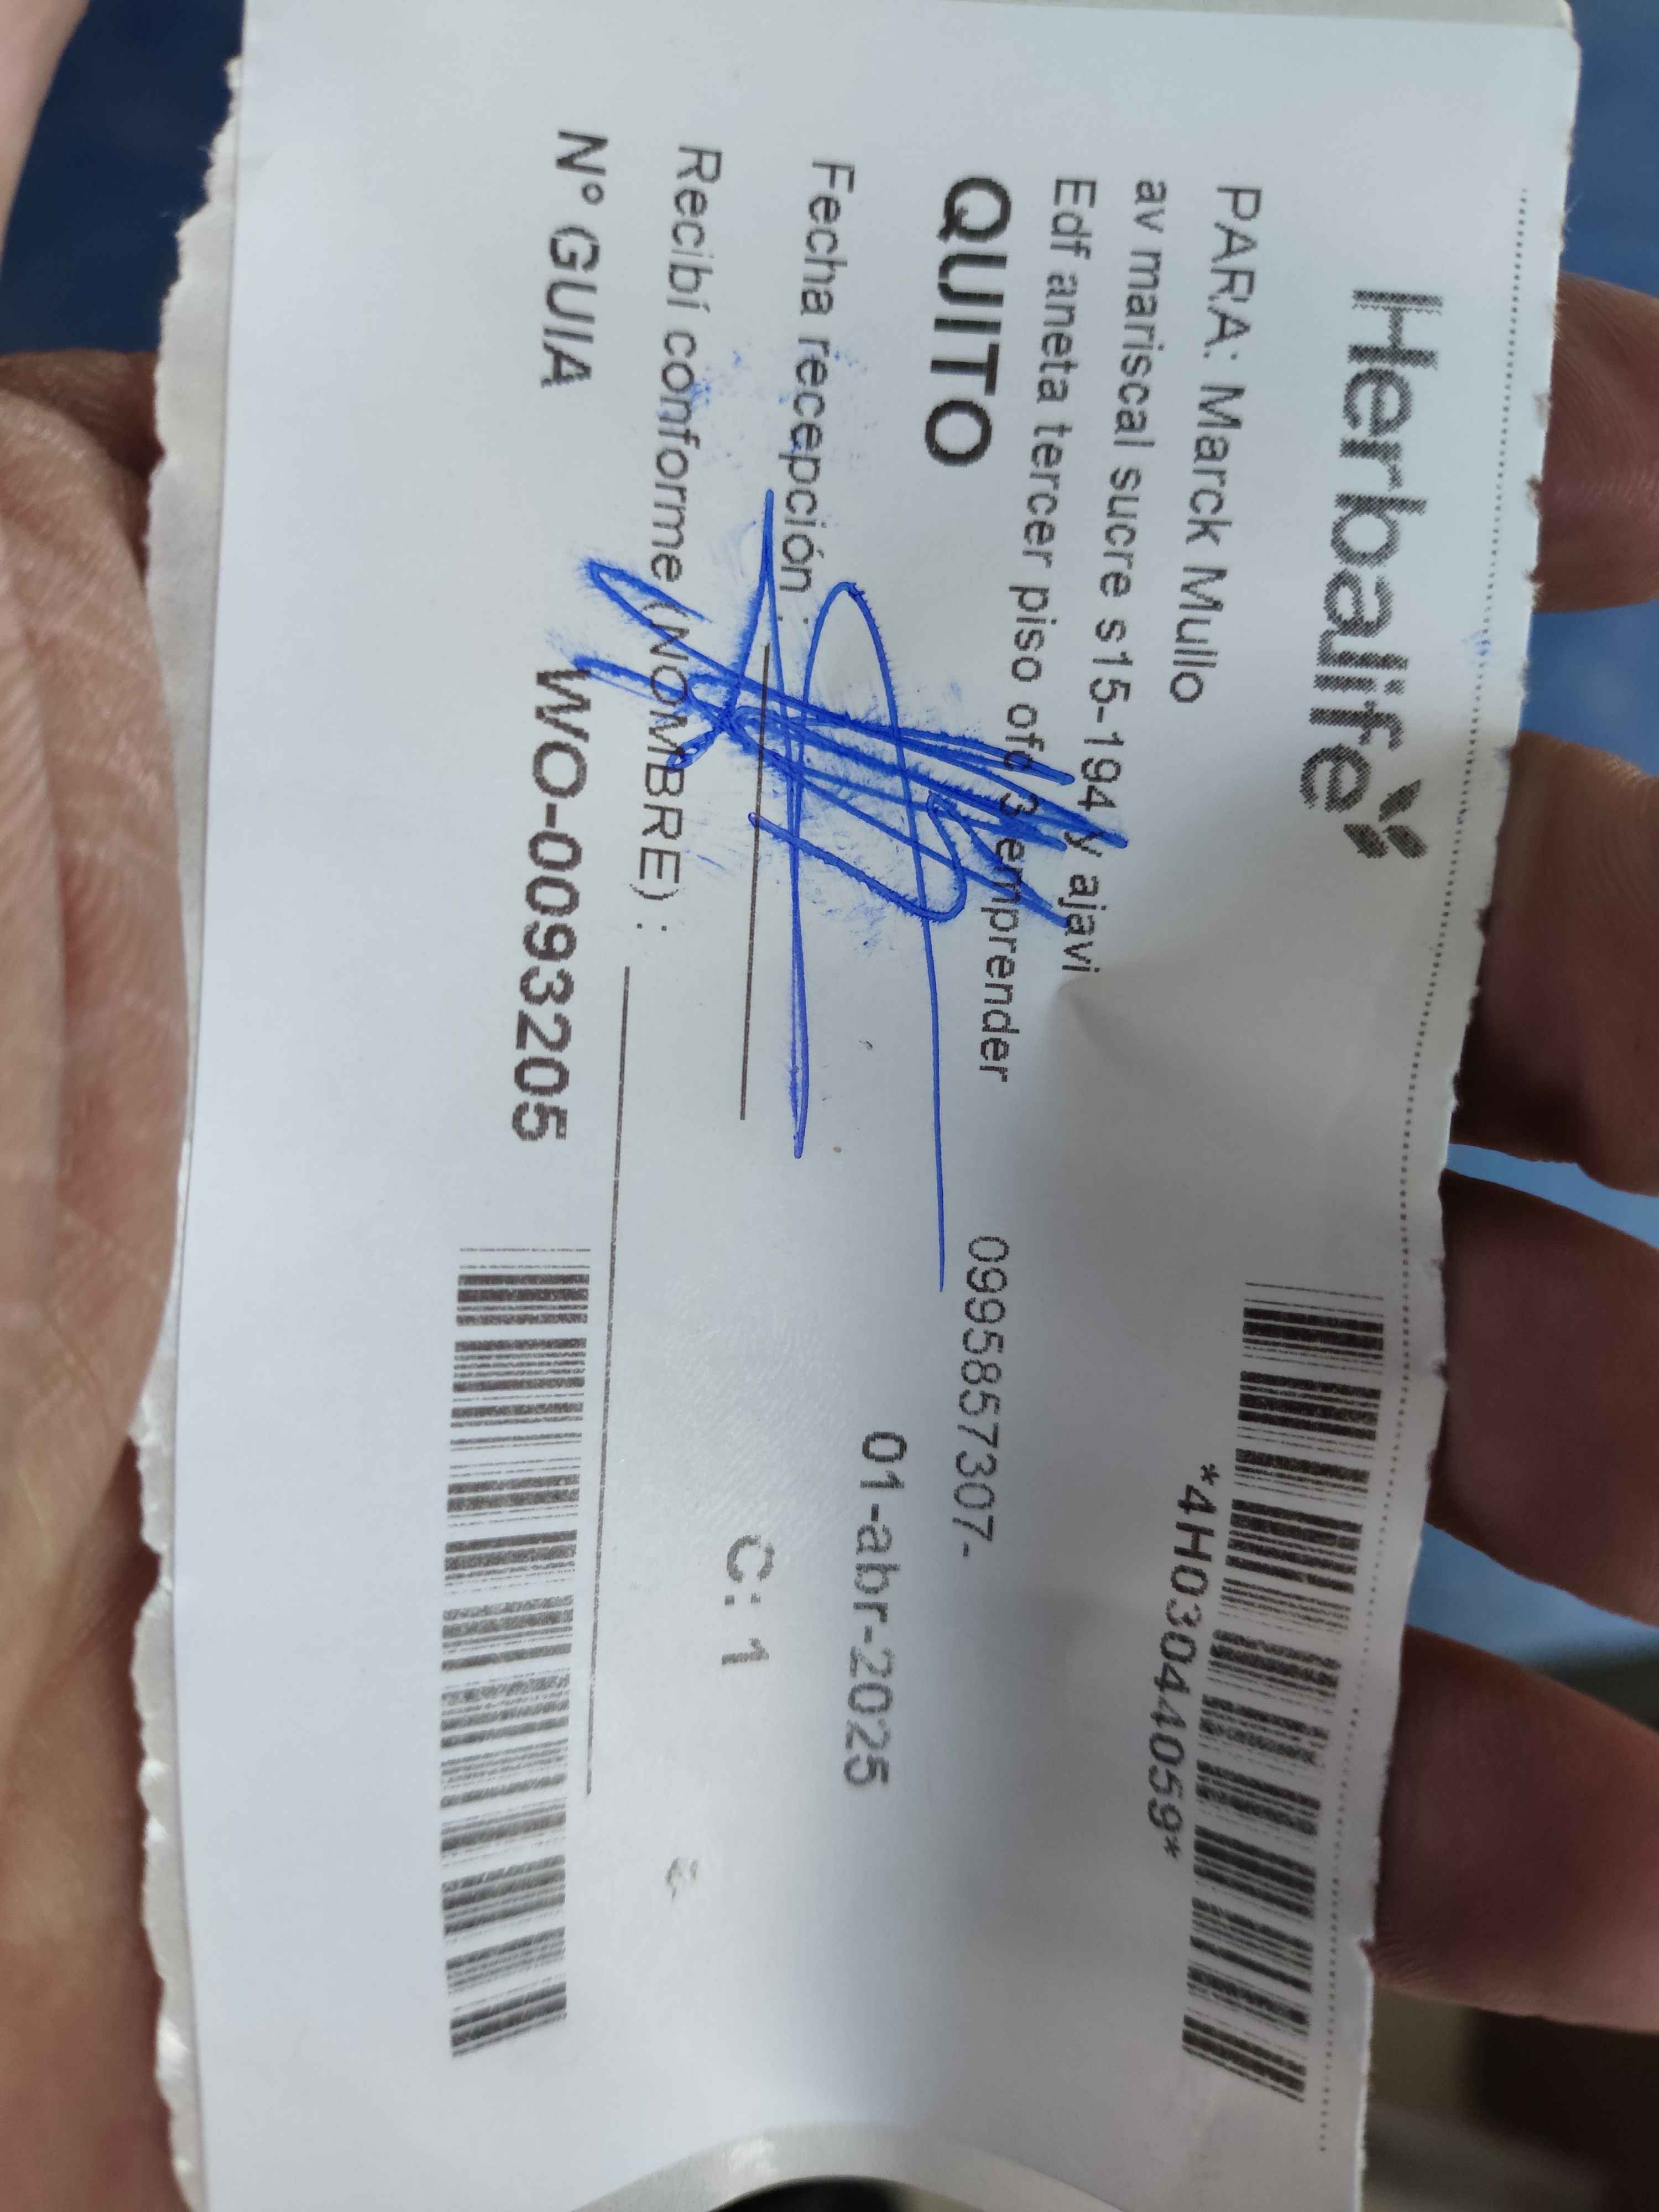 Herbalife
*4H03044059*
PARA: Marck Mullo
av mariscal sucre s15-194 y ajavi
Edf aneta tercer piso ofc 3 emprender 0995857307-
QUITO
01-abr-2025
Fecha recepción :
C: 1
Recibí conforme (NOMBRE) :
N° GUIA WO-0093205